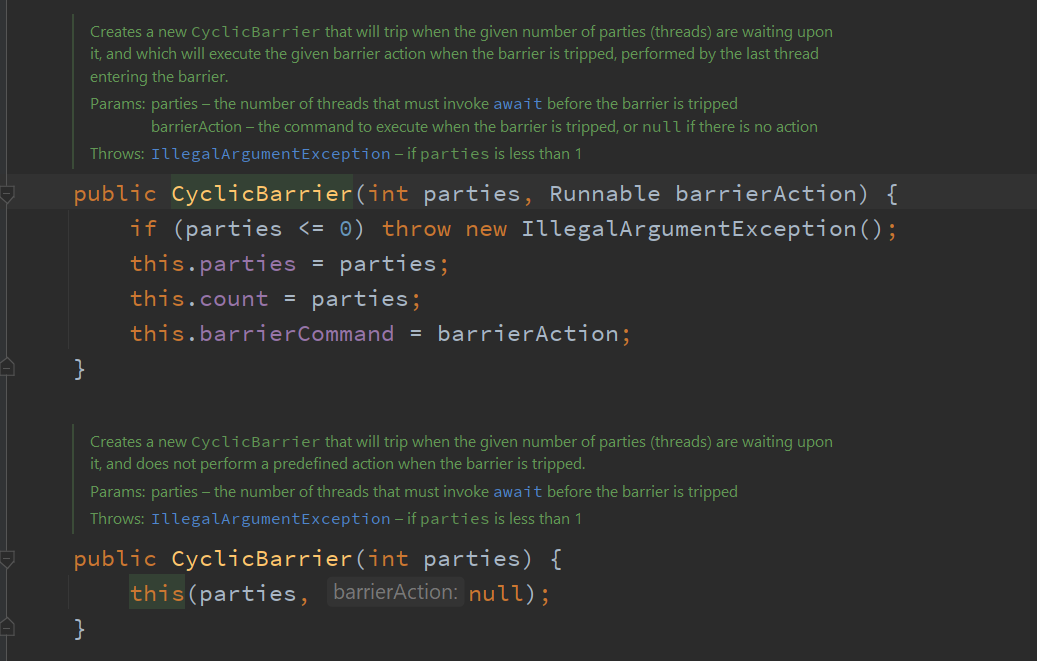 Creates a new CyclicBarrier that will trip when the given number of parties (threads) are waiting upon
it, and which will execute the given barrier action when the barrier is tripped, performed by the last thread
entering the barrier.
Params: parties – the number of threads that must invoke await before the barrier is tripped
barrierAction – the command to execute when the barrier is tripped, or null if there is no action
Throws: IllegalArgumentException – if parties is less than 1
public CyclicBarrier(int parties, Runnable barrierAction) {
if (parties <= 0) throw new IllegalArgumentException();
this.parties = parties;
this.count = parties;
this.barrierCommand = barrierAction;
}
Creates a new CyclicBarrier that will trip when the given number of parties (threads) are waiting upon
it, and does not perform a predefined action when the barrier is tripped.
Params: parties – the number of threads that must invoke await before the barrier is tripped
Throws: IllegalArgumentException – if parties is less than 1
public CyclicBarrier(int parties) {
this(parties, barrierAction: null);
}